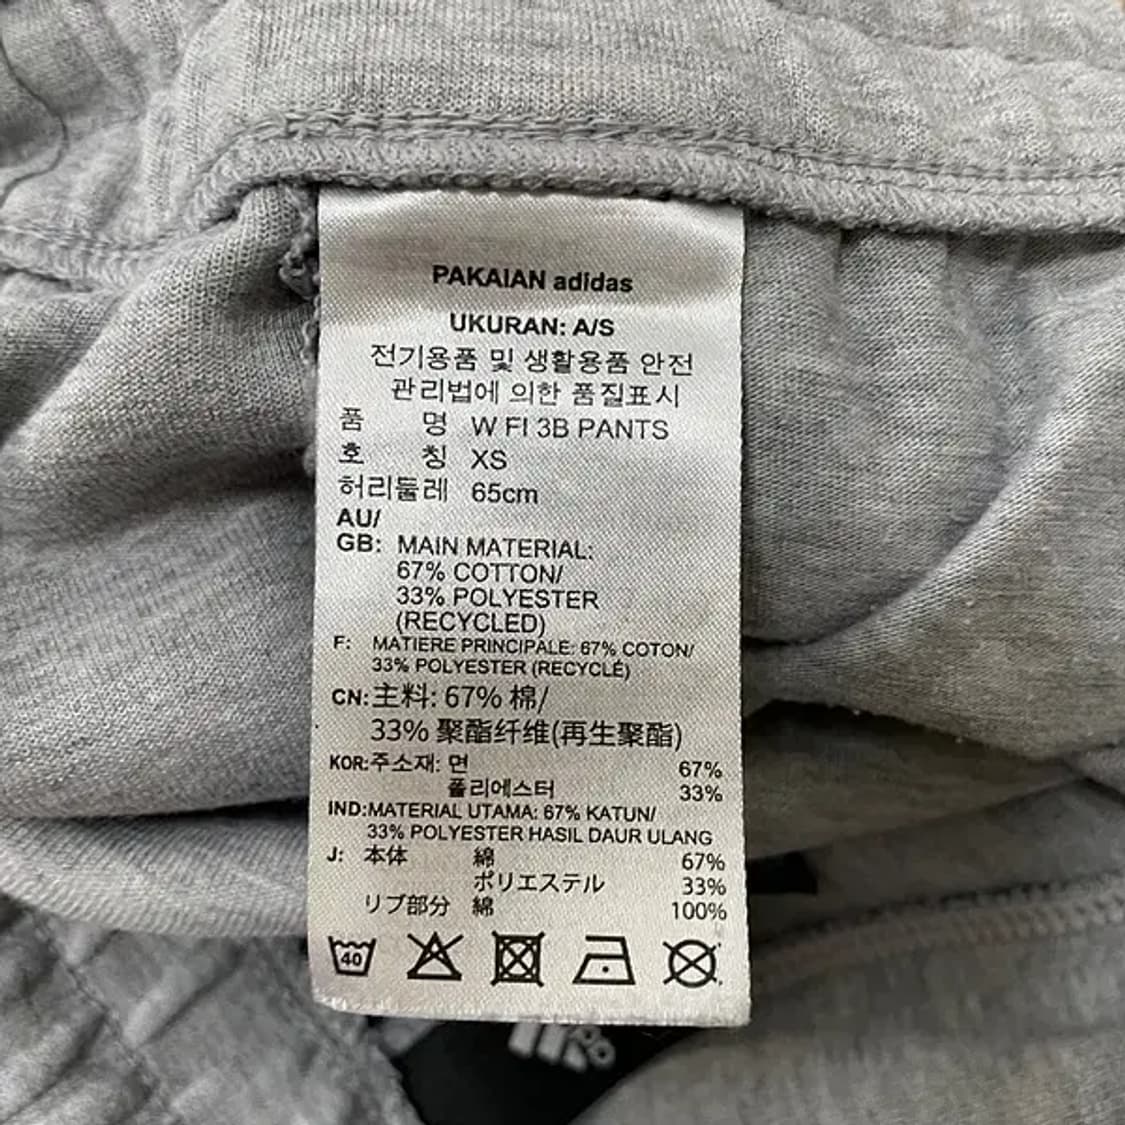 PAKAIAN adidas
UKURAN: A/S
전기용품 및 생활용품 안전
관리법에 의한 품질표시
품 명 W FI 3B PANTS
호 칭 XS
허리둘레 65cm
AU/
GB: MAIN MATERIAL:
67% COTTON/
33% POLYESTER
(RECYCLED)
F: MATIERE PRINCIPALE: 67% COTON/
33% POLYESTER (RECYCLÉ)
CN: 主料: 67% 棉/
33% 聚酯纤维(再生聚酯)
KOR:주소재: 면 67%
폴리에스터 33%
IND:MATERIAL UTAMA: 67% KATUN/
33% POLYESTER HASIL DAUR ULANG
J: 本体 綿 67%
ポリエステル 33%
リブ部分 綿 100%
40